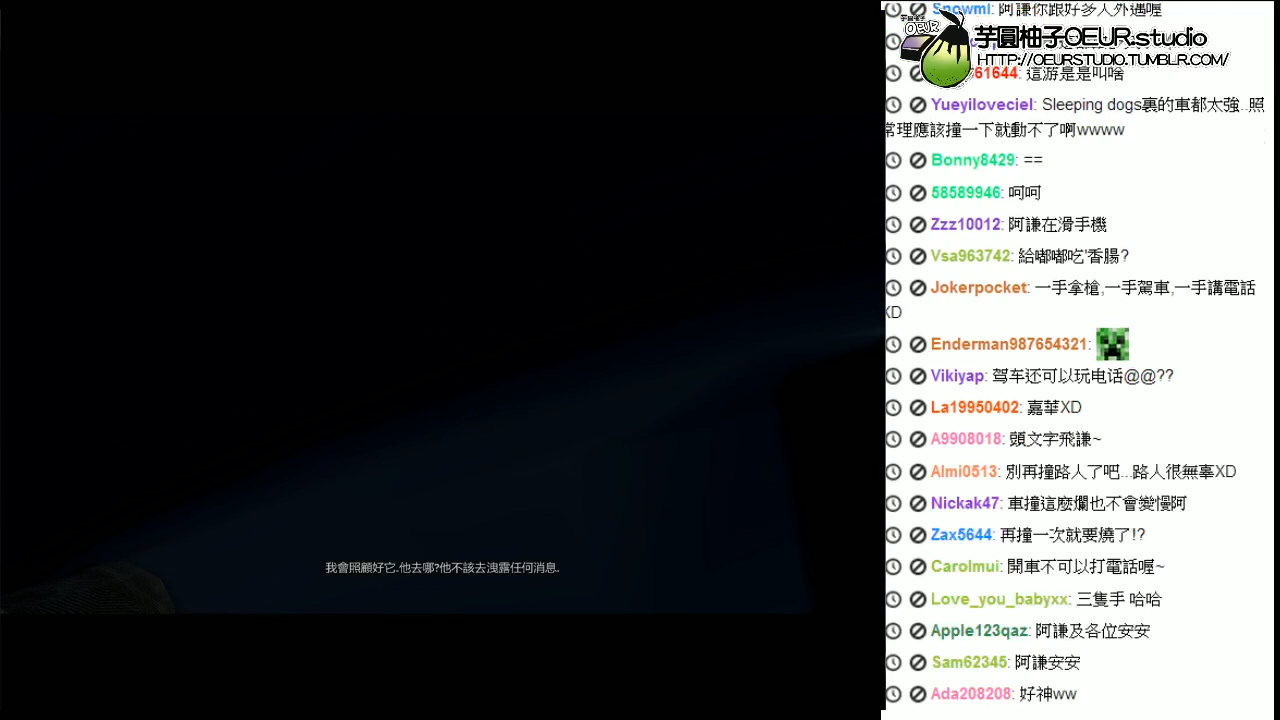 Snowml: 阿謙你跟好多人外遇喔
芋圓柚子OEUR.studio
芋圓柚子
OEUR
HTTP://OEURSTUDIO.TUMBLR.COM/
61644: 這游是是叫啥
Yueyiloveciel: Sleeping dogs裏的車都太強..照
常理應該撞一下就動不了啊wwww
Bonny8429: ==
58589946: 呵呵
Zzz10012: 阿謙在滑手機
Vsa963742: 給嘟嘟吃'香腸?
Jokerpocket: 一手拿槍,一手駕車,一手講電話
XD
Enderman987654321:
Vikiyap: 驾车还可以玩电话@@??
La19950402: 嘉華XD
A9908018: 頭文字飛謙~
Almi0513: 別再撞路人了吧...路人很無辜XD
Nickak47: 車撞這麼爛也不會變慢阿
Zax5644: 再撞一次就要燒了!?
Carolmui: 開車不可以打電話喔~
Love_you_babyxx: 三隻手 哈哈
Apple123qaz: 阿謙及各位安安
Sam62345: 阿謙安安
Ada208208: 好神ww
我會照顧好它.他去哪?他不該去洩露任何消息.